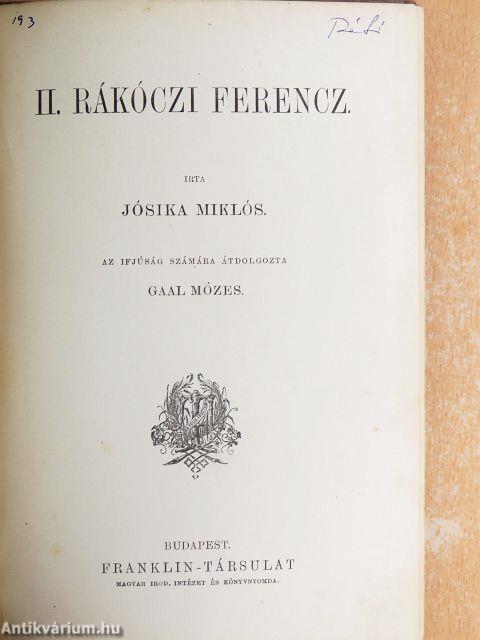 193
II. RÁKÓCZI FERENCZ.
IRTA
JÓSIKA MIKLÓS.
AZ IFJÚSÁG SZÁMÁRA ÁTDOLGOZTA
GAAL MÓZES.
BUDAPEST.
FRANKLIN-TÁRSULAT
MAGYAR IROD. INTÉZET ÉS KÖNYVNYOMDA.
Antikvárium.hu